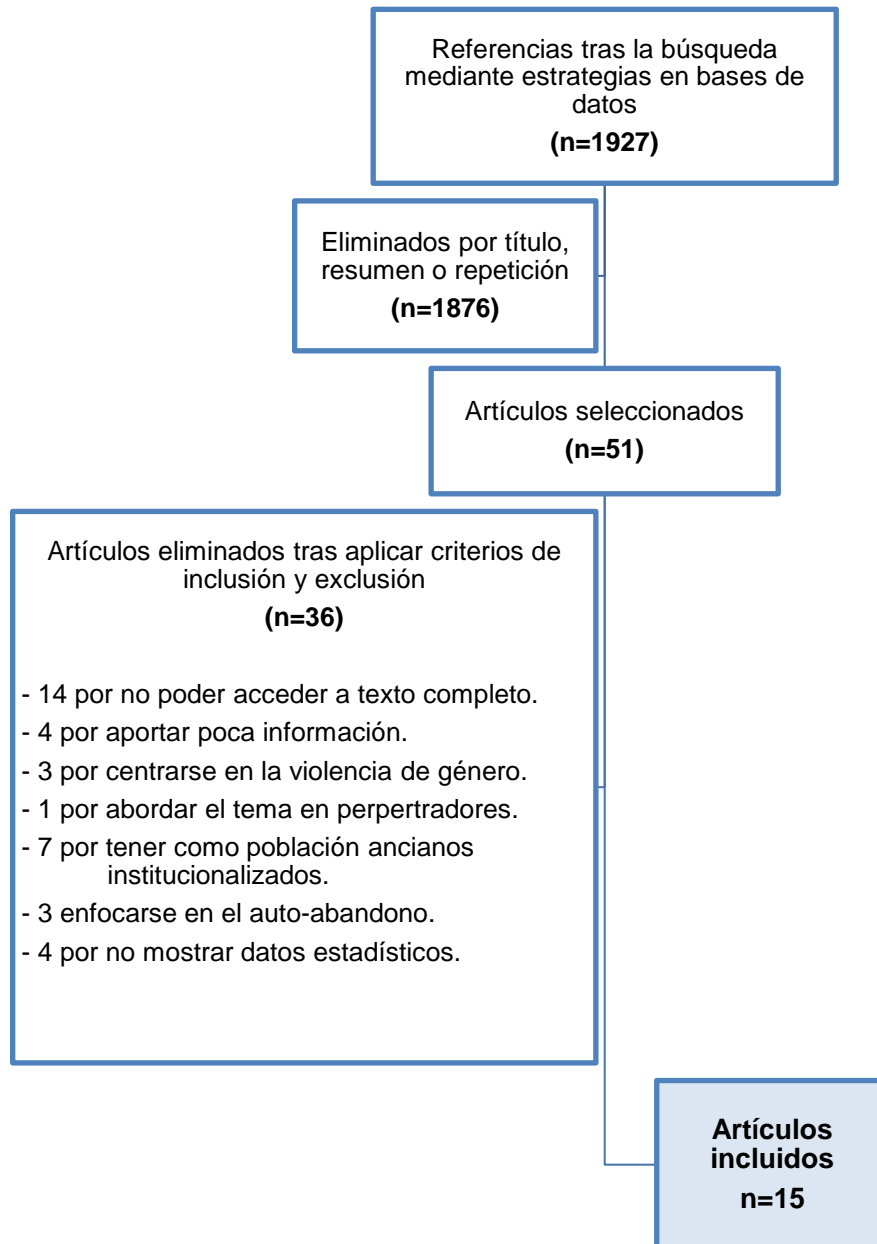 Referencias tras la búsqueda
mediante estrategias en bases de
datos
(n=1927)
Eliminados por título,
resumen o repetición
(n=1876)
Artículos seleccionados
(n=51)
Artículos eliminados tras aplicar criterios de
inclusión y exclusión
(n=36)
- 14 por no poder acceder a texto completo.
- 4 por aportar poca información.
- 3 por centrarse en la violencia de género.
- 1 por abordar el tema en perpertradores.
- 7 por tener como población ancianos
institucionalizados.
- 3 enfocarse en el auto-abandono.
- 4 por no mostrar datos estadísticos.
Artículos
incluidos
n=15